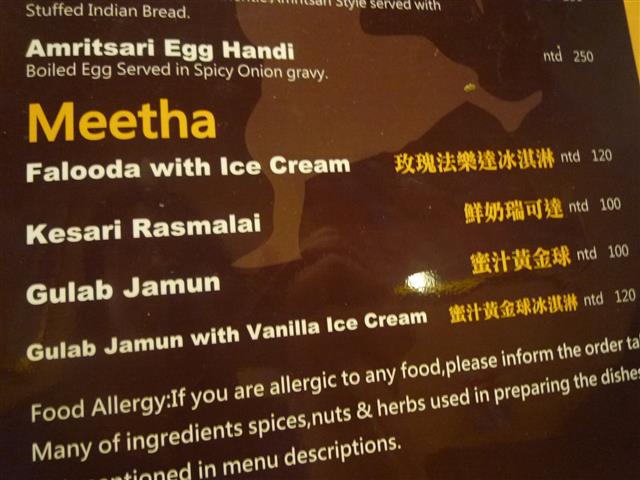 Amritsari Style served with
Stuffed Indian Bread.
Amritsari Egg Handi ntd 250
Boiled Egg Served in Spicy Onion gravy.
Meetha
Falooda with Ice Cream 玫瑰法樂達冰淇淋 ntd 120
Kesari Rasmalai 鮮奶瑞可達 ntd 100
Gulab Jamun 蜜汁黃金球 ntd 100
Gulab Jamun with Vanilla Ice Cream 蜜汁黃金球冰淇淋 ntd 120
Food Allergy:If you are allergic to any food,please inform the order
Many of ingredients spices,nuts & herbs used in preparing the dishes
in menu descriptions.